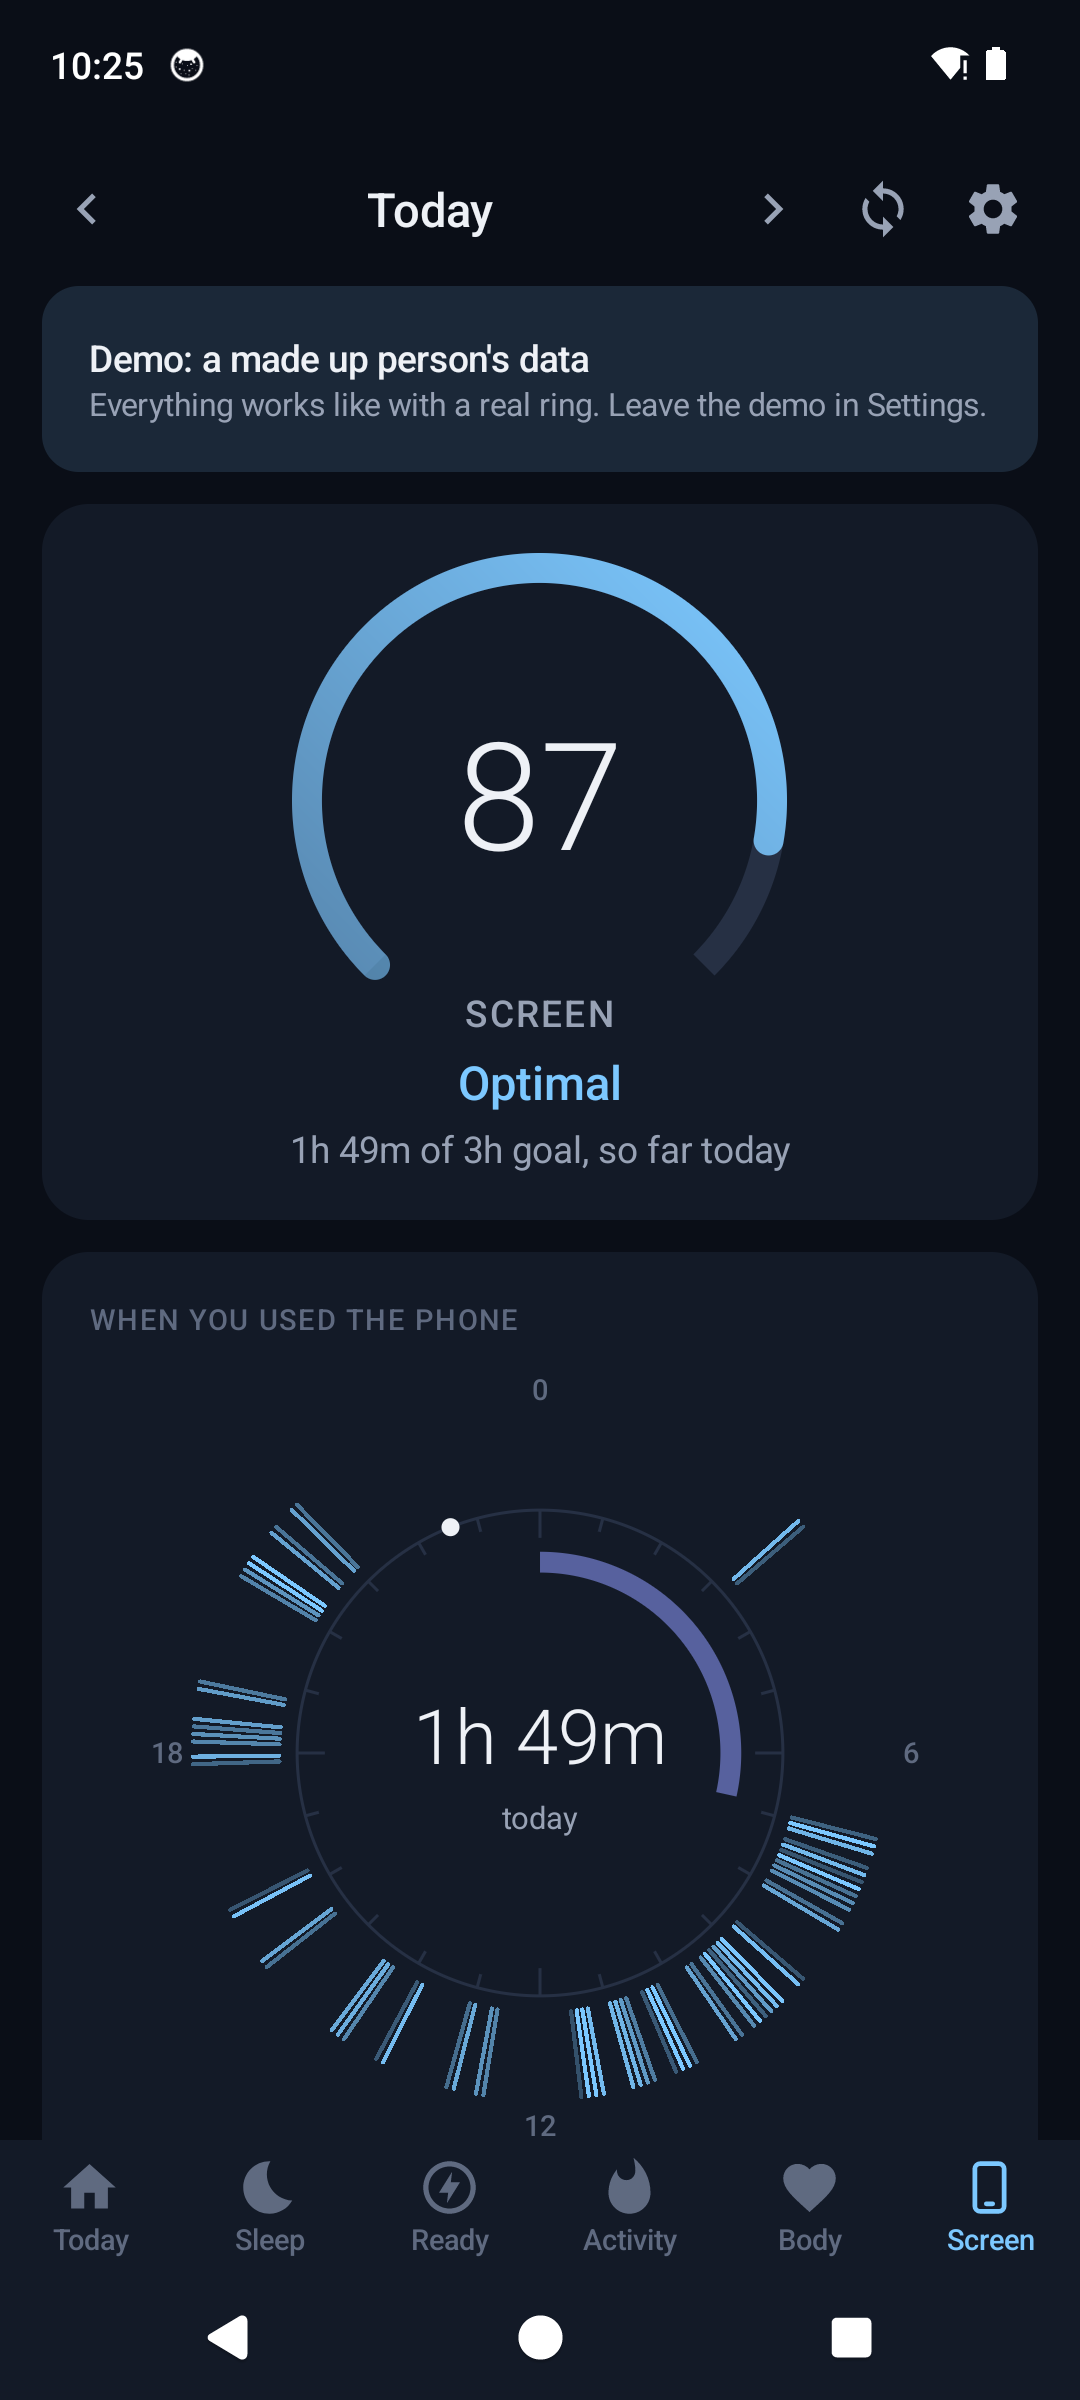 10:25
Today
Demo: a made up person's data
Everything works like with a real ring. Leave the demo in Settings.
87
SCREEN
Optimal
1h 49m of 3h goal, so far today
WHEN YOU USED THE PHONE
0
18
1h 49m
6
today
12
Today
Sleep
Ready
Activity
Body
Screen